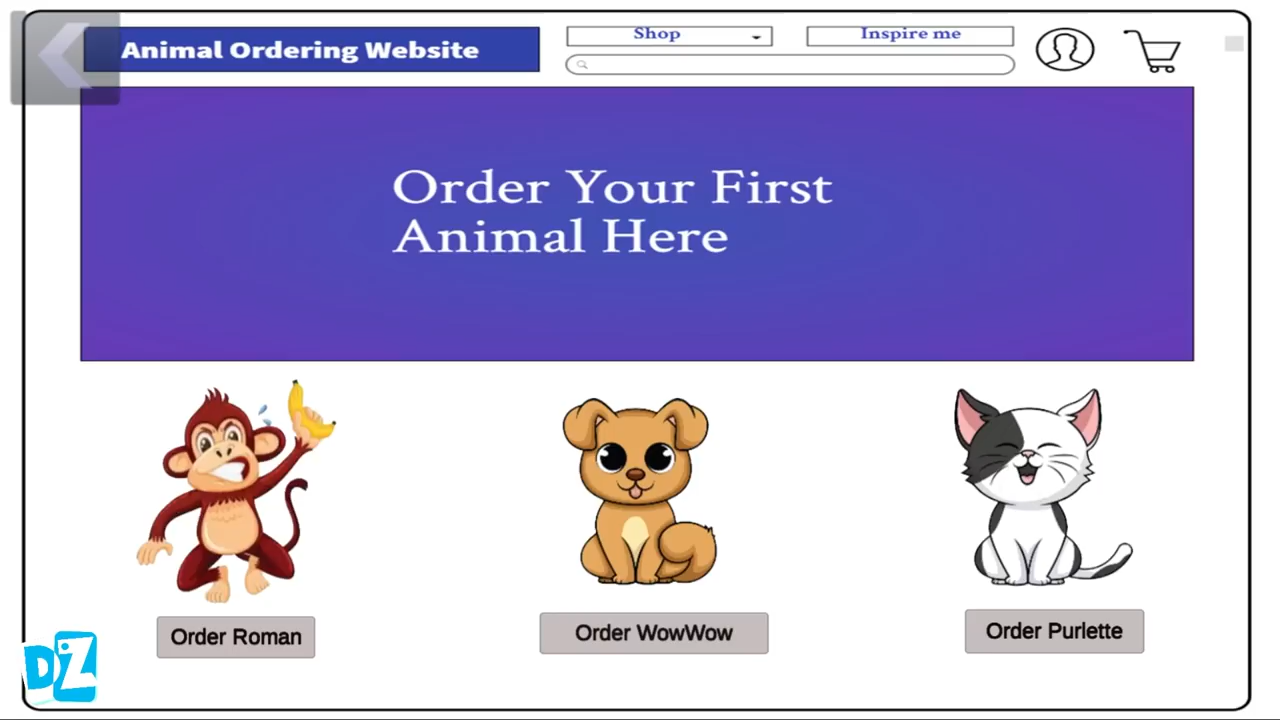 Animal Ordering Website
Shop
Inspire me
Order Your First
Animal Here
Order Roman
Order WowWow
Order Purlette
DZ